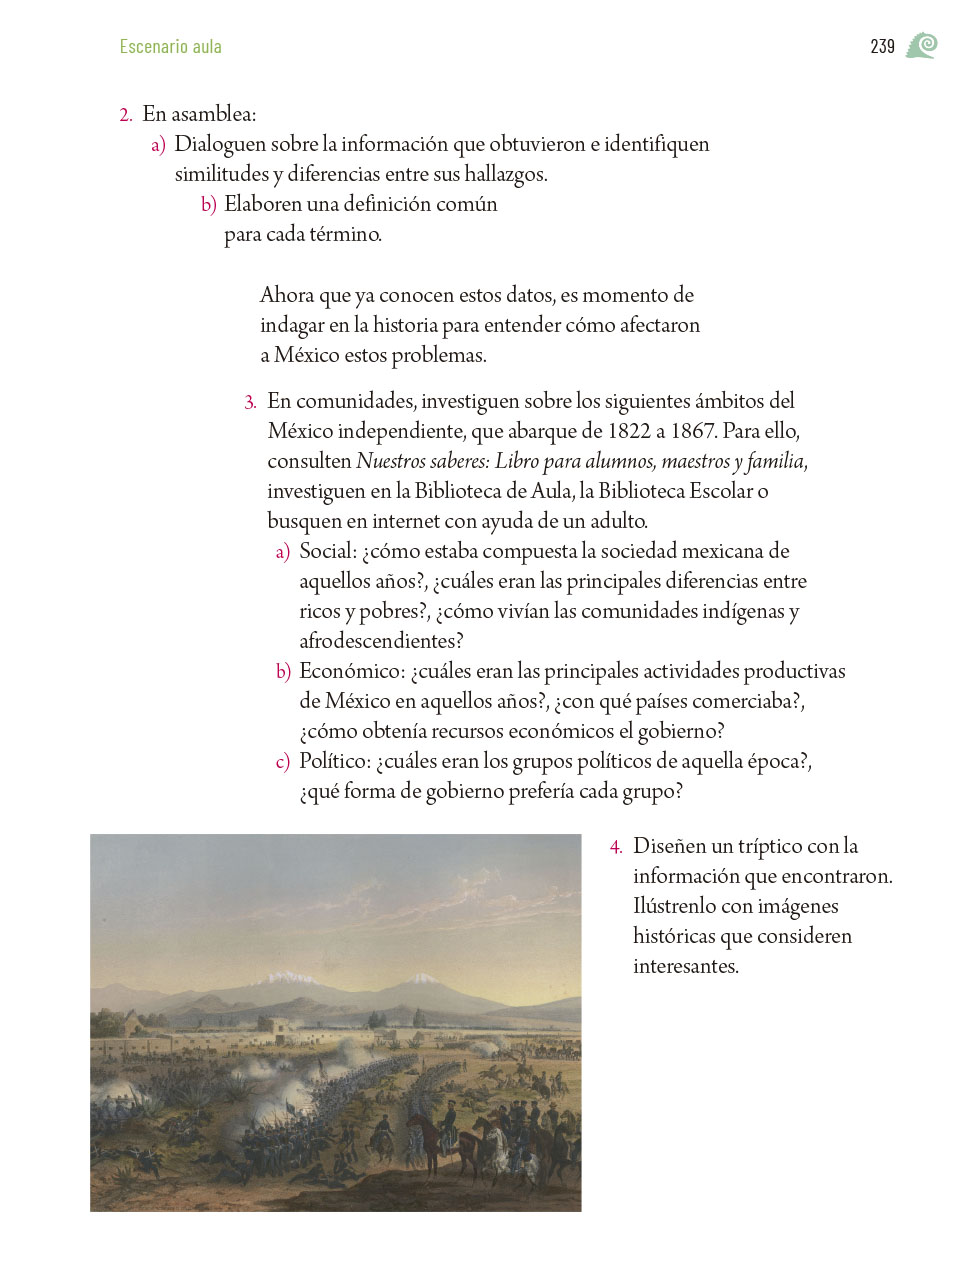 Escenario aula
239
2. En asamblea:
a) Dialoguen sobre la información que obtuvieron e identifiquen
similitudes y diferencias entre sus hallazgos.
b) Elaboren una definición común
para cada término.
Ahora que ya conocen estos datos, es momento de
indagar en la historia para entender cómo afectaron
a México estos problemas.
3. En comunidades, investiguen sobre los siguientes ámbitos del
México independiente, que abarque de 1822 a 1867. Para ello,
consulten Nuestros saberes: Libro para alumnos, maestros y familia,
investiguen en la Biblioteca de Aula, la Biblioteca Escolar o
busquen en internet con ayuda de un adulto.
a) Social: ¿cómo estaba compuesta la sociedad mexicana de
aquellos años?, ¿cuáles eran las principales diferencias entre
ricos y pobres?, ¿cómo vivían las comunidades indígenas y
afrodescendientes?
b) Económico: ¿cuáles eran las principales actividades productivas
de México en aquellos años?, ¿con qué países comerciaba?,
¿cómo obtenía recursos económicos el gobierno?
c) Político: ¿cuáles eran los grupos políticos de aquella época?,
¿qué forma de gobierno prefería cada grupo?
4. Diseñen un tríptico con la
información que encontraron.
Ilústrenlo con imágenes
históricas que consideren
interesantes.